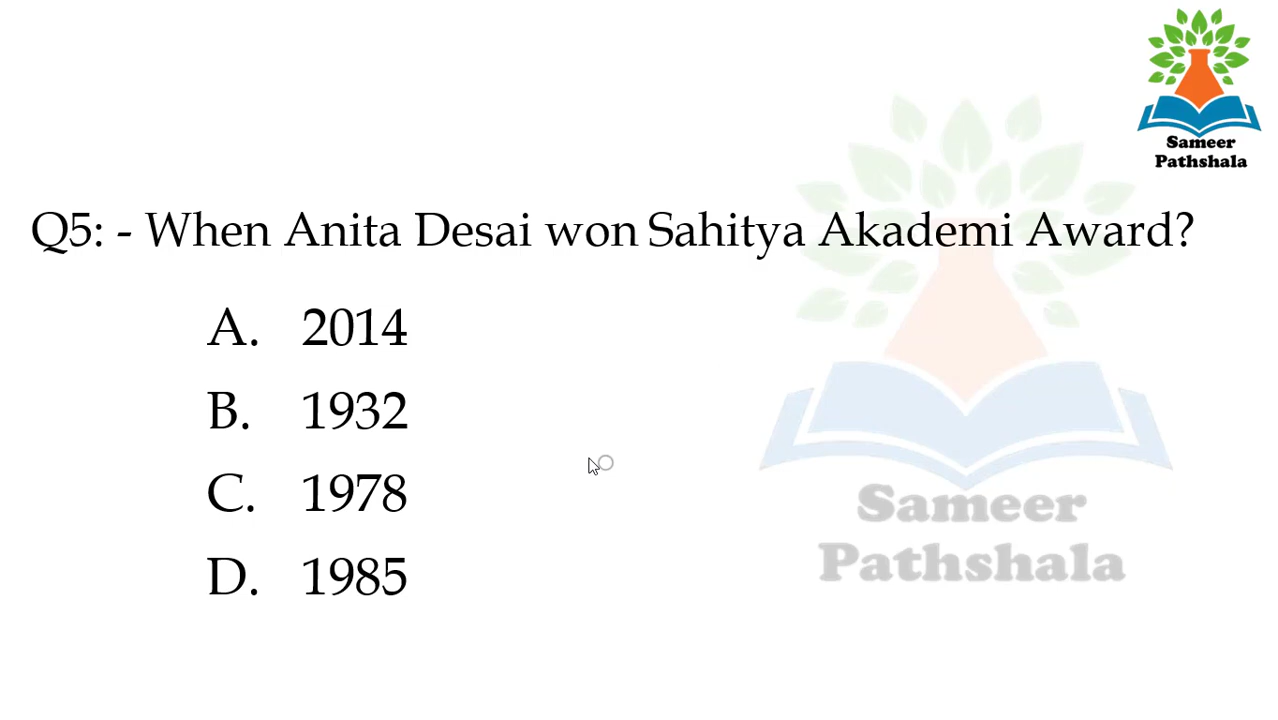 Sameer
Pathshala
Q5: - When Anita Desai won Sahitya Akademi Award?
A. 2014
B. 1932
C. 1978
D. 1985
Sameer
Pathshala